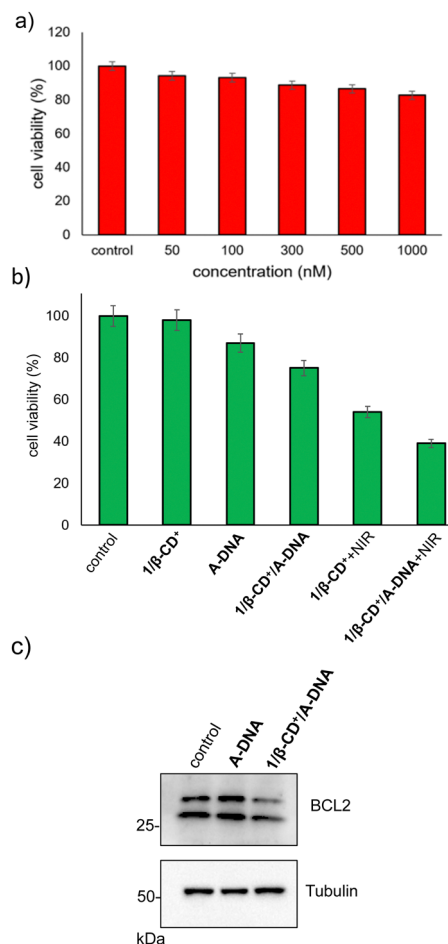 a)
120
100
80
60
40
20
0
cell viability (%)
control 50 100 300 500 1000
concentration (nM)
b)
100
80
60
40
20
0
cell viability (%)
control
1/β-CD⁺
A-DNA
1/β-CD⁺/A-DNA
1/β-CD⁺+NIR
1/β-CD⁺/A-DNA+NIR
c)
control
A-DNA
1/β-CD⁺/A-DNA
BCL2
25-
Tubulin
50-
kDa